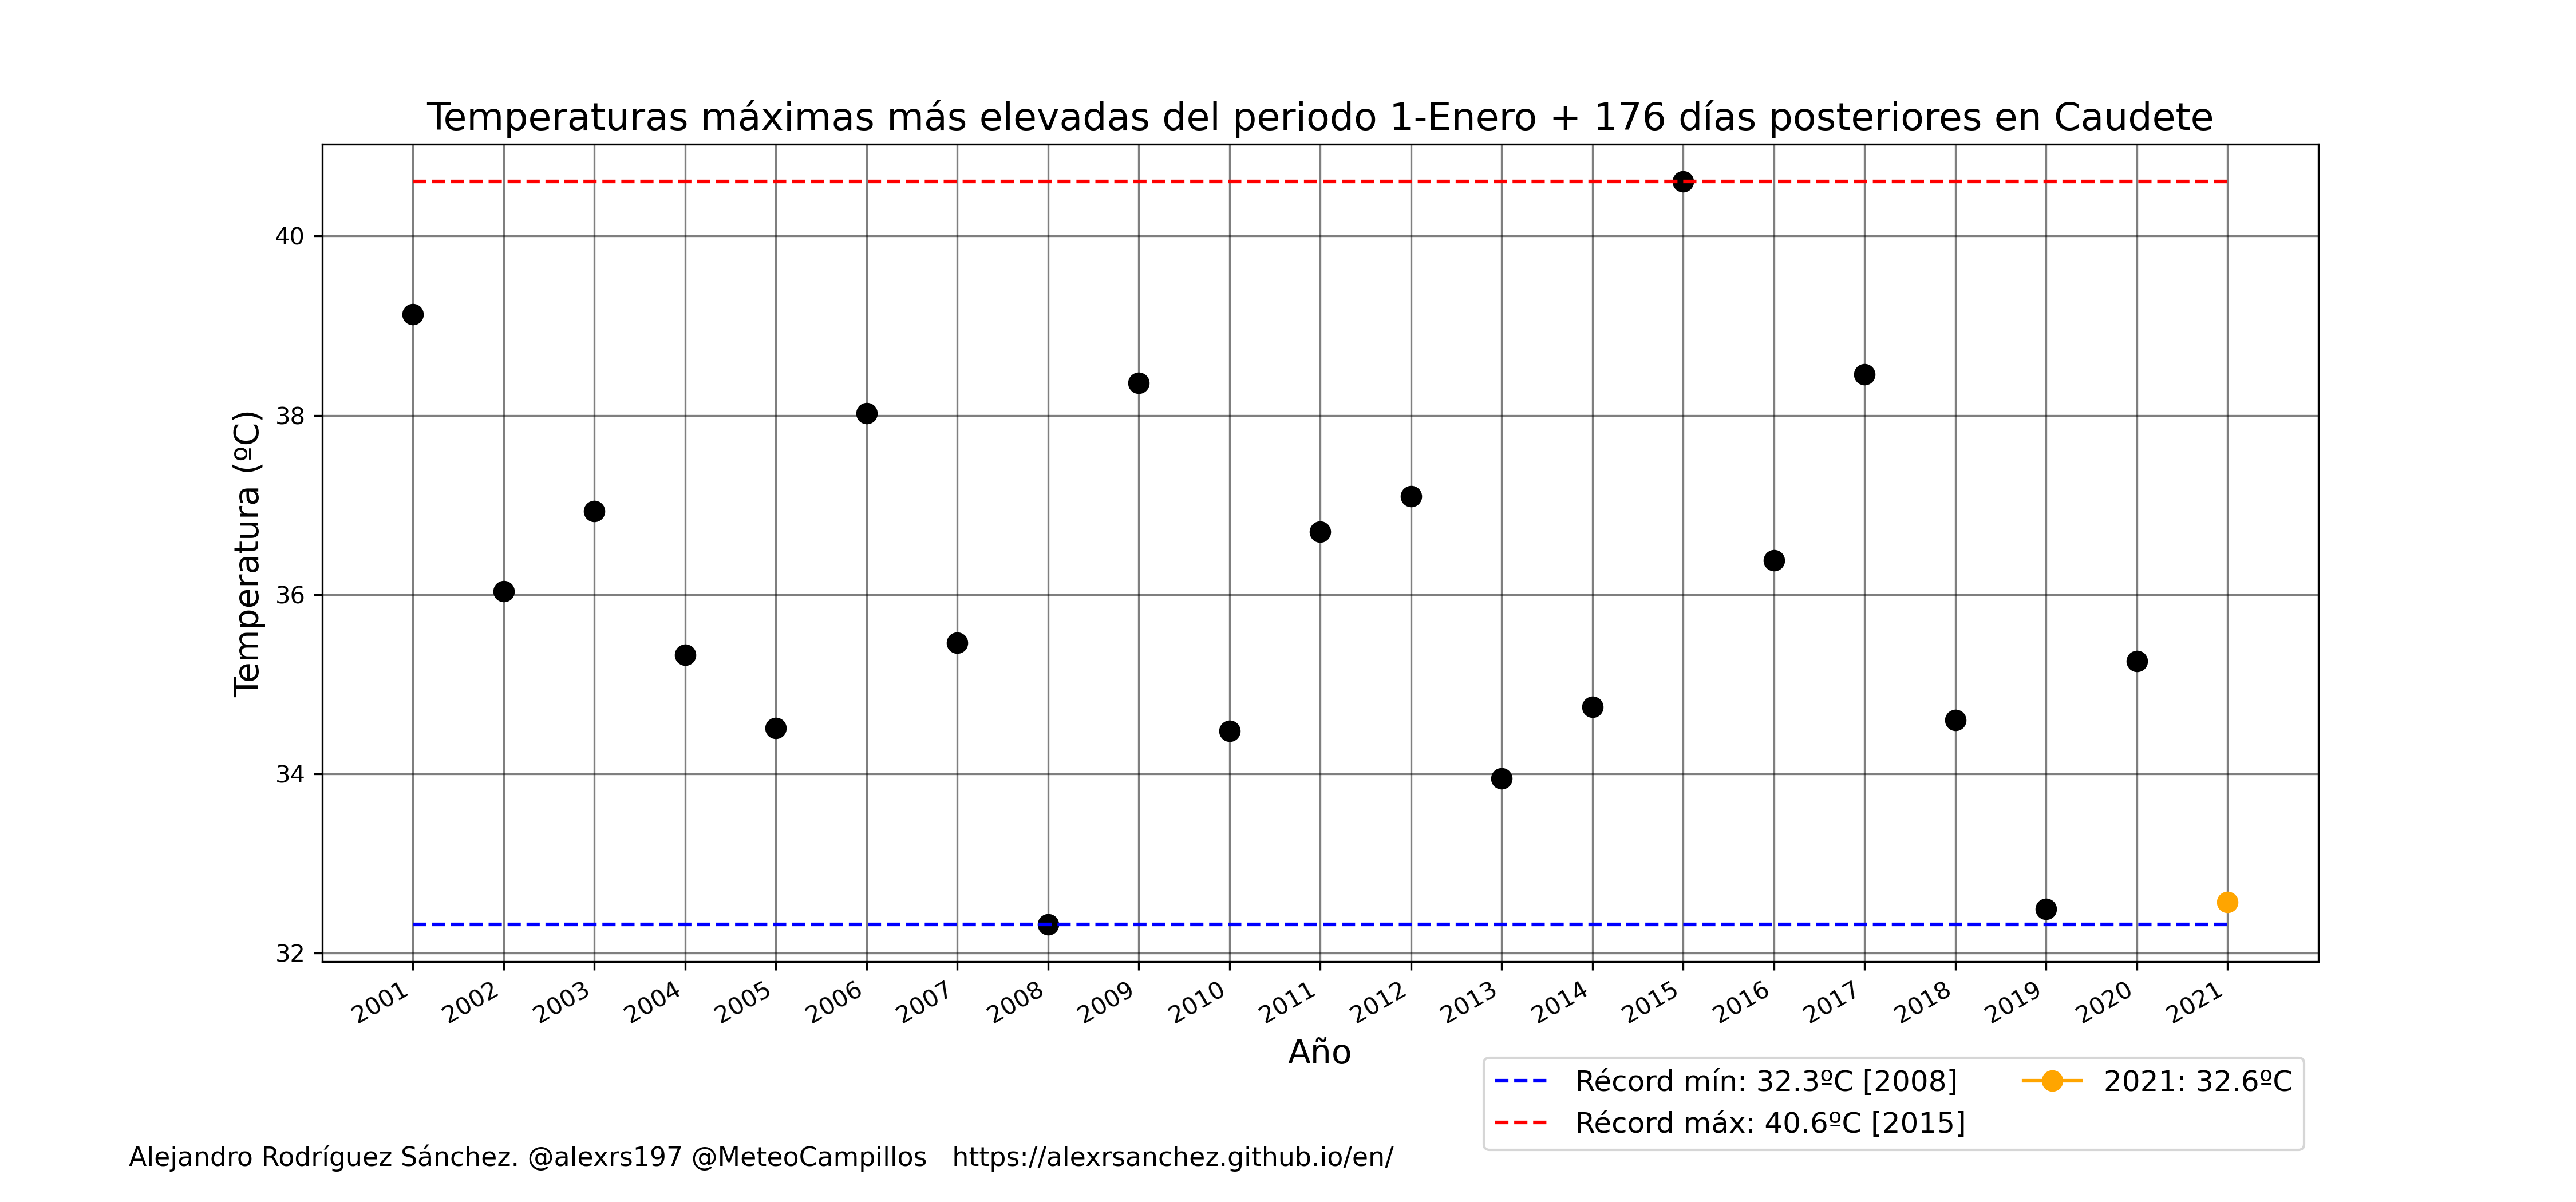 Temperaturas máximas más elevadas del periodo 1-Enero + 176 días posteriores en Caudete
Temperatura (ºC)
40
38
36
34
32
2001 2002 2003 2004 2005 2006 2007 2008 2009 2010 2011 2012 2013 2014 2015 2016 2017 2018 2019 2020 2021
Año
Récord mín: 32.3ºC [2008]
Récord máx: 40.6ºC [2015]
2021: 32.6ºC
Alejandro Rodríguez Sánchez. @alexrs197 @MeteoCampillos https://alexrsanchez.github.io/en/